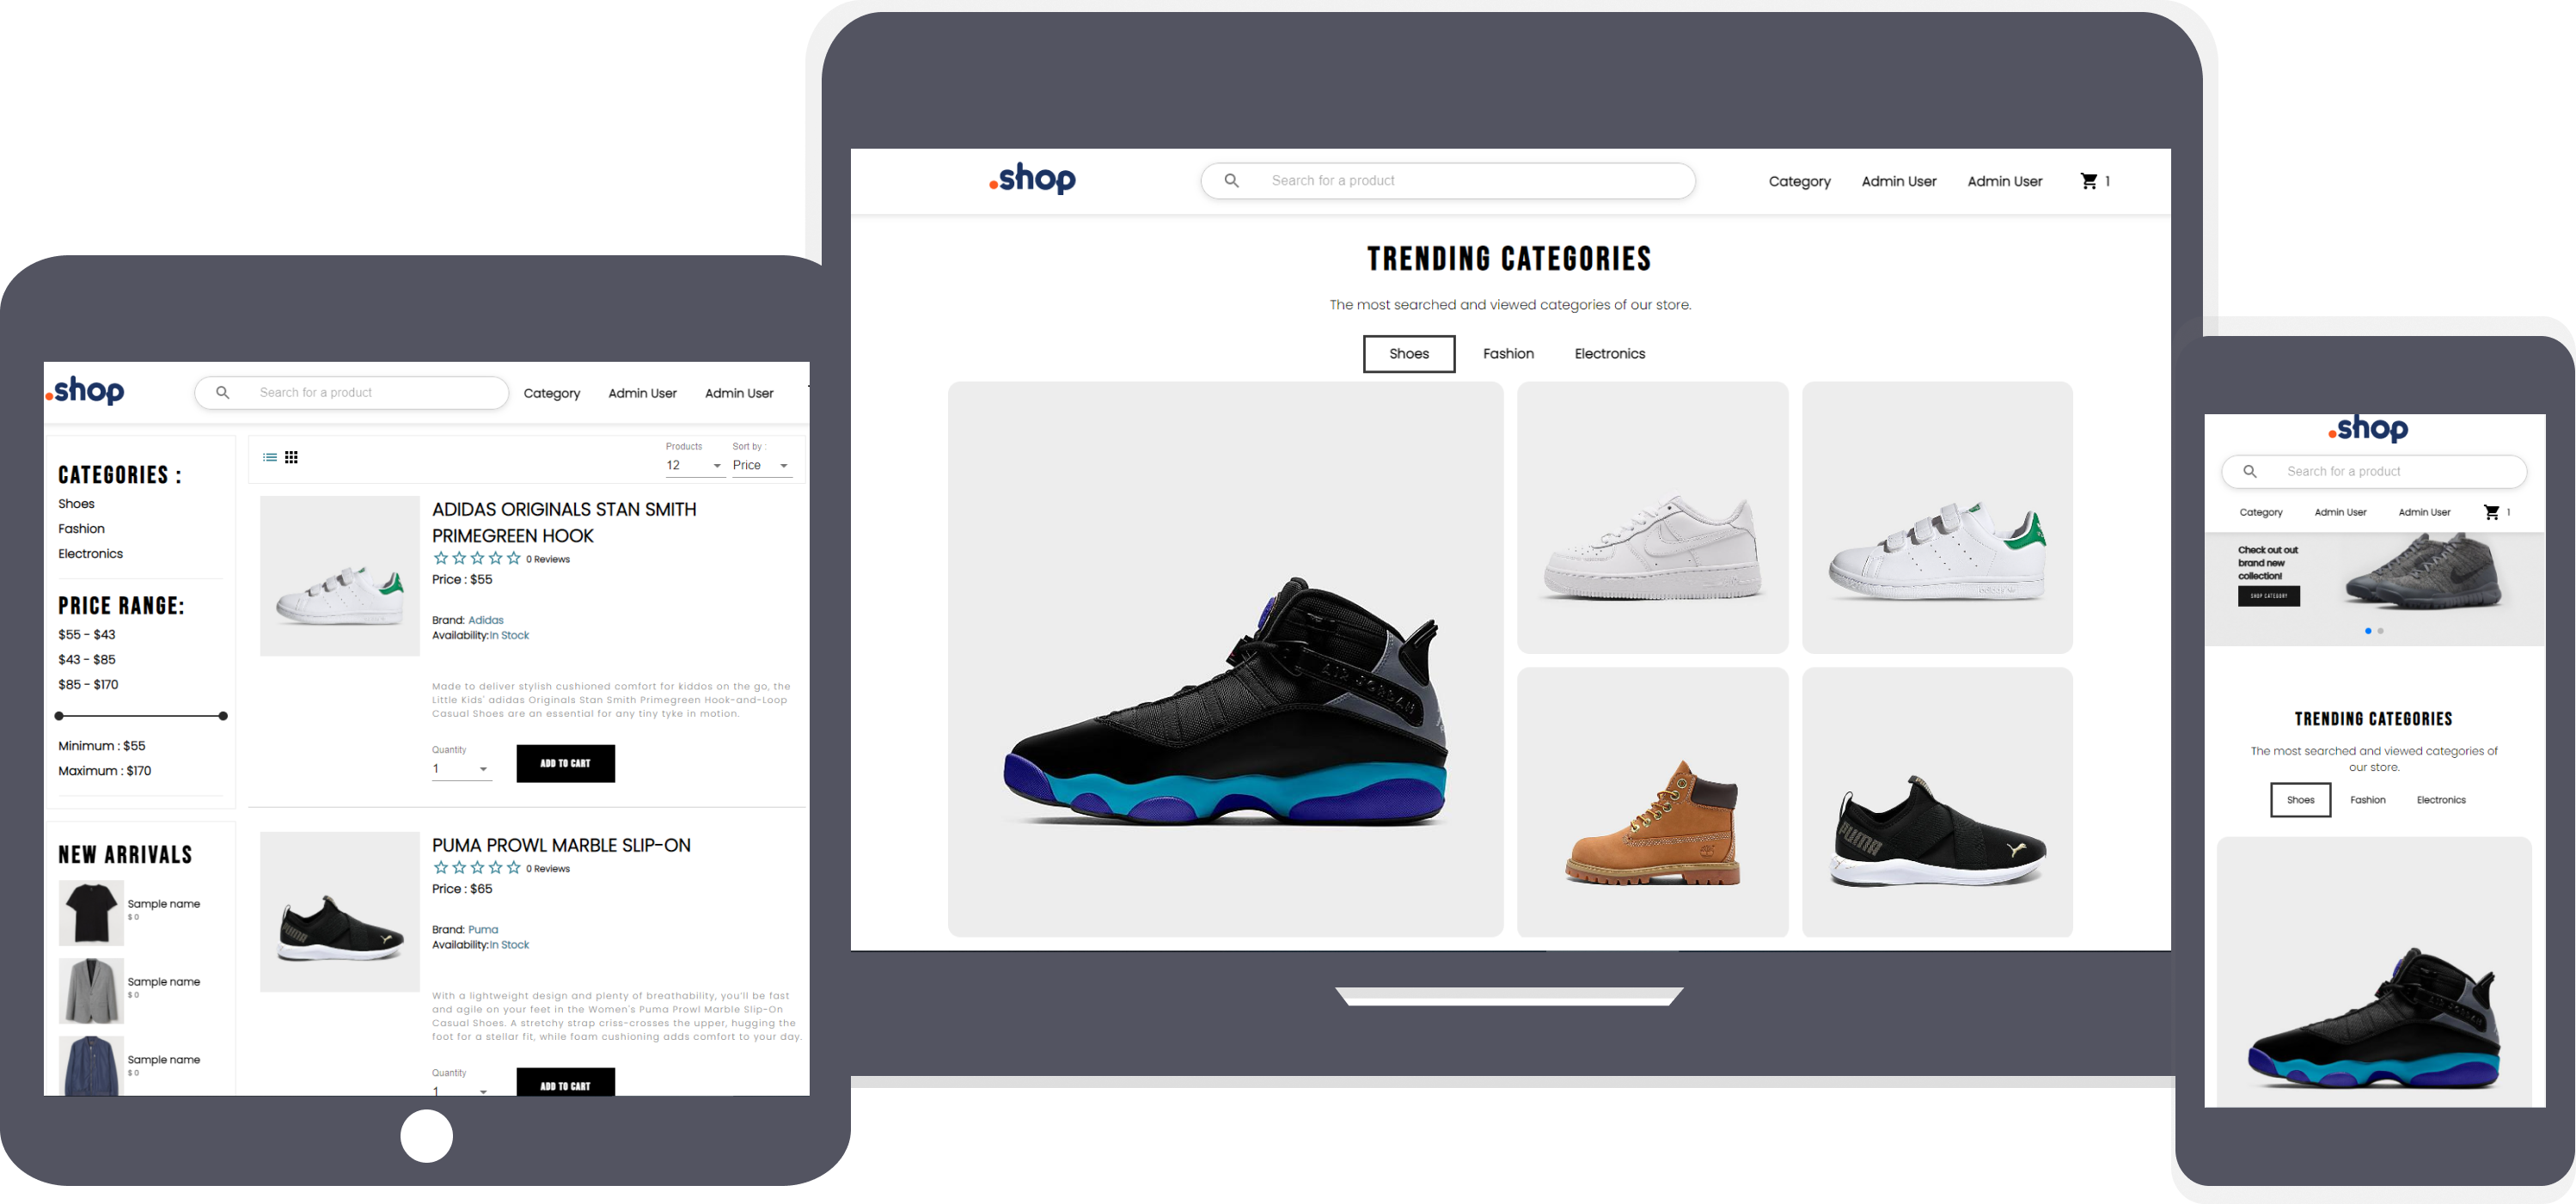 .shop
Search for a product
Category
Admin User
Admin User
CATEGORIES :
Shoes
Fashion
Electronics
PRICE RANGE:
$55 - $43
$43 - $85
$85 - $170
Minimum : $55
Maximum : $170
NEW ARRIVALS
Sample name
$ 0
Sample name
$ 0
Sample name
$ 0
Products
12
Sort by :
Price
ADIDAS ORIGINALS STAN SMITH
PRIMEGREEN HOOK
0 Reviews
Price : $55
Brand: Adidas
Availability:In Stock
Made to deliver stylish cushioned comfort for kiddos on the go, the
Little Kids' adidas Originals Stan Smith Primegreen Hook-and-Loop
Casual Shoes are an essential for any tiny tyke in motion.
Quantity
1
ADD TO CART
PUMA PROWL MARBLE SLIP-ON
0 Reviews
Price : $65
Brand: Puma
Availability:In Stock
With a lightweight design and plenty of breathability, you'll be fast
and agile on your feet in the Women's Puma Prowl Marble Slip-On
Casual Shoes. A stretchy strap criss-crosses the upper, hugging the
foot for a stellar fit, while foam cushioning adds comfort to your day.
Quantity
1
ADD TO CART
.shop
Search for a product
Category
Admin User
Admin User
1
TRENDING CATEGORIES
The most searched and viewed categories of our store.
Shoes
Fashion
Electronics
AIR JORDAN
PUMA
.shop
Search for a product
Category
Admin User
Admin User
1
Check out out
brand new
collection!
SHOP CATEGORY
TRENDING CATEGORIES
The most searched and viewed categories of
our store.
Shoes
Fashion
Electronics